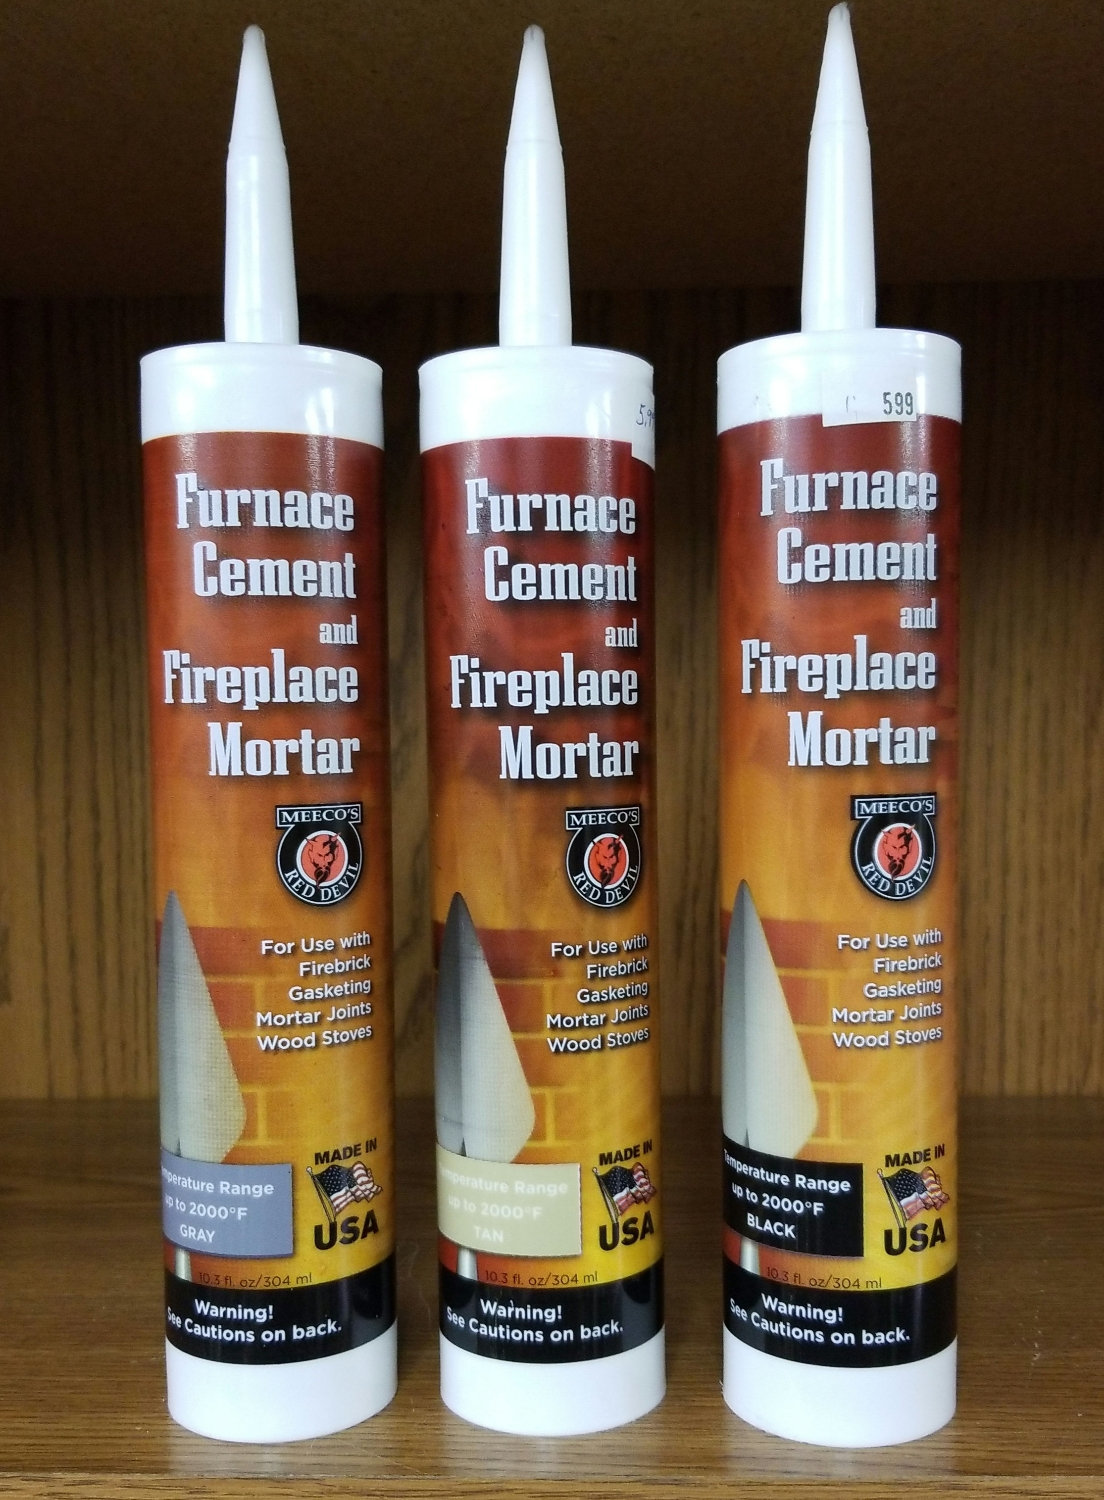 Furnace
Cement
and
Fireplace
Mortar
MEECO'S
RED DEVIL
For Use with
Firebrick
Gasketing
Mortar Joints
Wood Stoves
MADE IN
USA
Temperature Range
up to 2000°F
GRAY
10.3 fl. oz/304 ml
Warning!
See Cautions on back.
Furnace
Cement
and
Fireplace
Mortar
MEECO'S
RED DEVIL
For Use with
Firebrick
Gasketing
Mortar Joints
Wood Stoves
MADE IN
USA
Temperature Range
up to 2000°F
TAN
10.3 fl. oz/304 ml
Warning!
See Cautions on back.
599
Furnace
Cement
and
Fireplace
Mortar
MEECO'S
RED DEVIL
For Use with
Firebrick
Gasketing
Mortar Joints
Wood Stoves
MADE IN
USA
Temperature Range
up to 2000°F
BLACK
10.3 fl. oz/304 ml
Warning!
See Cautions on back.